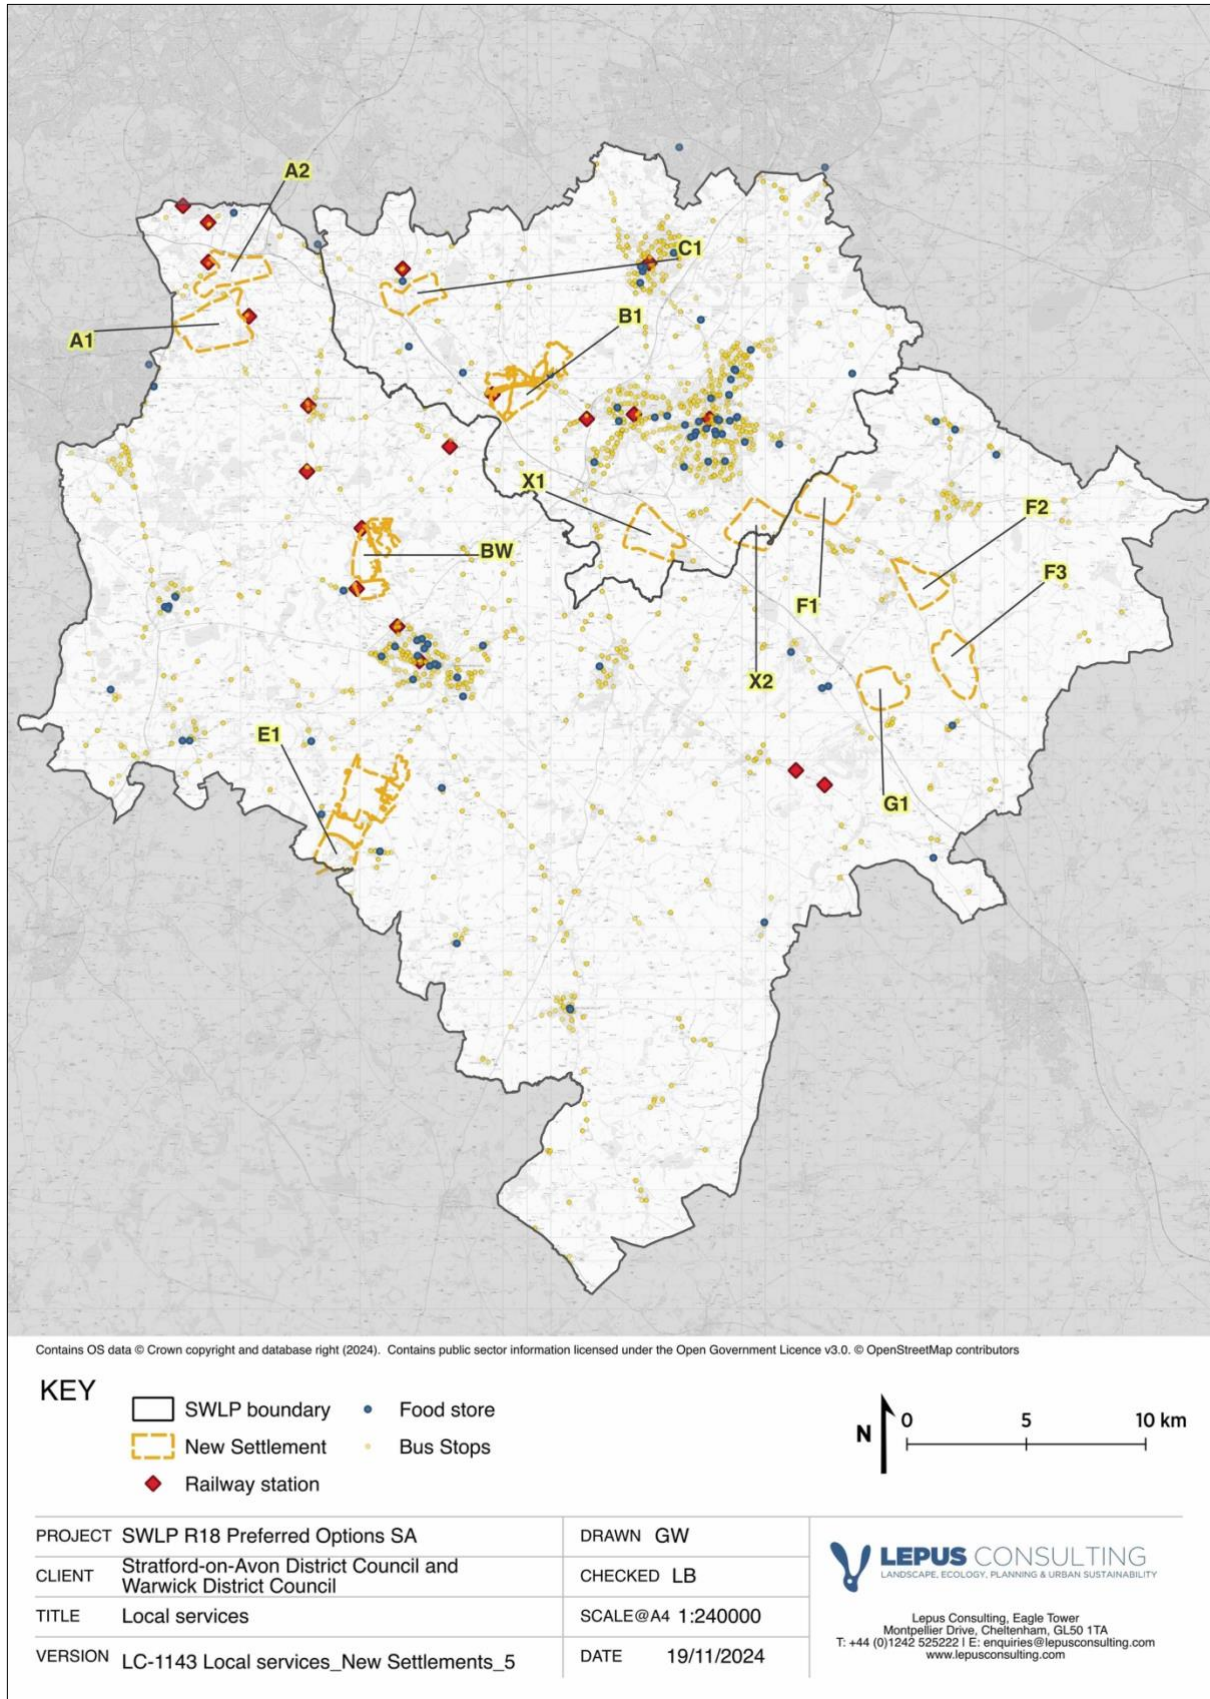 A2
C1
B1
A1
X1
F2
BW
F3
F1
X2
E1
G1
Contains OS data © Crown copyright and database right (2024). Contains public sector information licensed under the Open Government Licence v3.0. © OpenStreetMap contributors
KEY
SWLP boundary
Food store
New Settlement
Bus Stops
Railway station
N
0 5 10 km
PROJECT SWLP R18 Preferred Options SA
CLIENT Stratford-on-Avon District Council and
Warwick District Council
TITLE Local services
VERSION LC-1143 Local services_New Settlements_5
DRAWN GW
CHECKED LB
SCALE@A4 1:240000
DATE 19/11/2024
LEPUS CONSULTING
LANDSCAPE, ECOLOGY, PLANNING & URBAN SUSTAINABILITY
Lepus Consulting, Eagle Tower
Montpellier Drive, Cheltenham, GL50 1TA
T: +44 (0)1242 525222 | E: enquiries@lepusconsulting.com
www.lepusconsulting.com